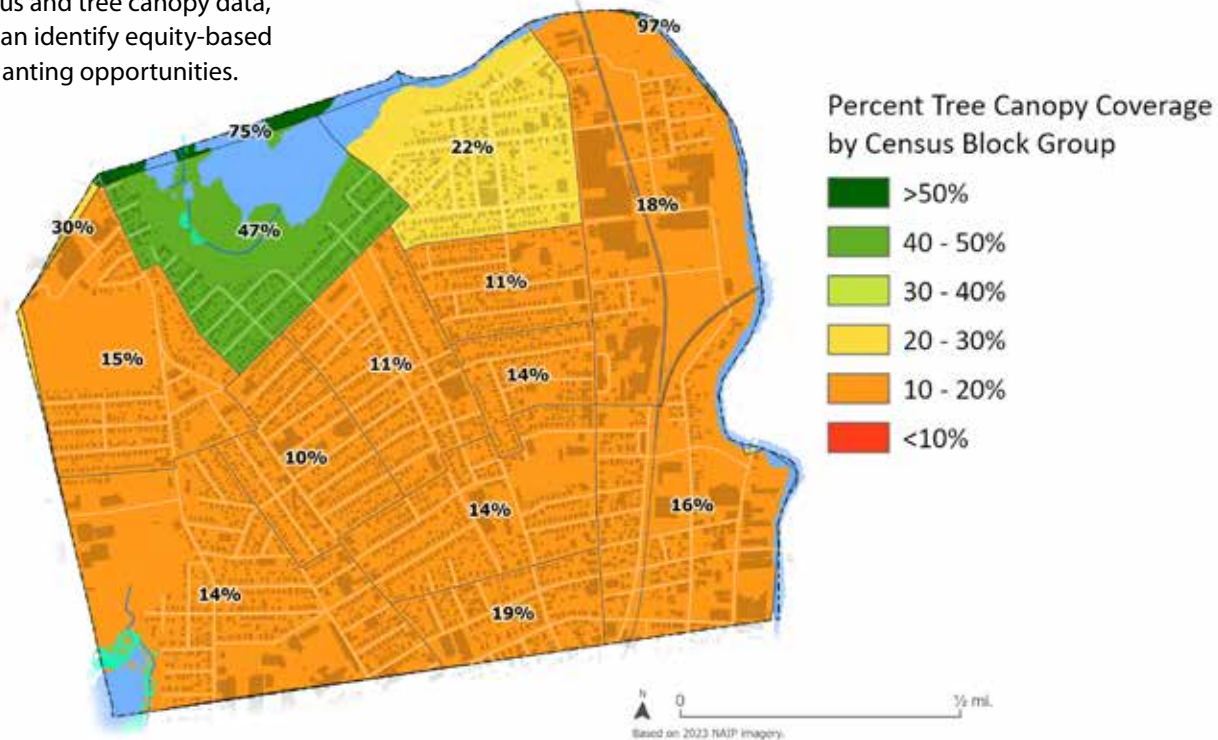 us and tree canopy data,
an identify equity-based
anting opportunities.
97%
75%
22%
18%
30%
47%
11%
15%
11%
14%
10%
14%
16%
14%
19%
Percent Tree Canopy Coverage
by Census Block Group
>50%
40 - 50%
30 - 40%
20 - 30%
10 - 20%
<10%
N
0
½ mi.
Based on 2023 NAIP imagery.